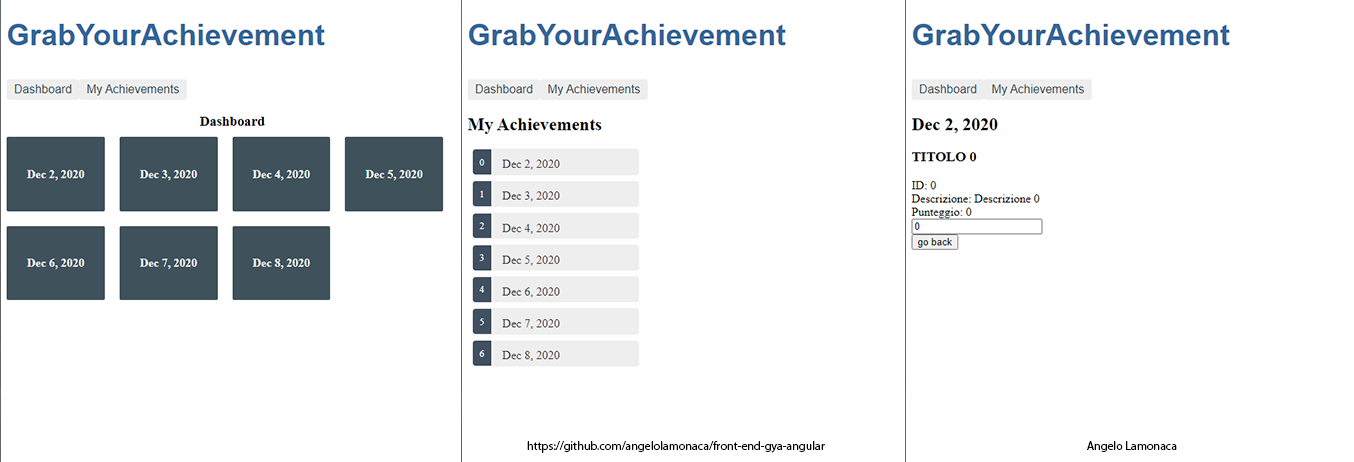 GrabYourAchievement
Dashboard My Achievements
Dashboard
Dec 2, 2020 Dec 3, 2020 Dec 4, 2020 Dec 5, 2020
Dec 6, 2020 Dec 7, 2020 Dec 8, 2020
GrabYourAchievement
Dashboard My Achievements
My Achievements
0 Dec 2, 2020
1 Dec 3, 2020
2 Dec 4, 2020
3 Dec 5, 2020
4 Dec 6, 2020
5 Dec 7, 2020
6 Dec 8, 2020
https://github.com/angelolamonaca/front-end-gya-angular
GrabYourAchievement
Dashboard My Achievements
Dec 2, 2020
TITOLO 0
ID: 0
Descrizione: Descrizione 0
Punteggio: 0
0
go back
Angelo Lamonaca